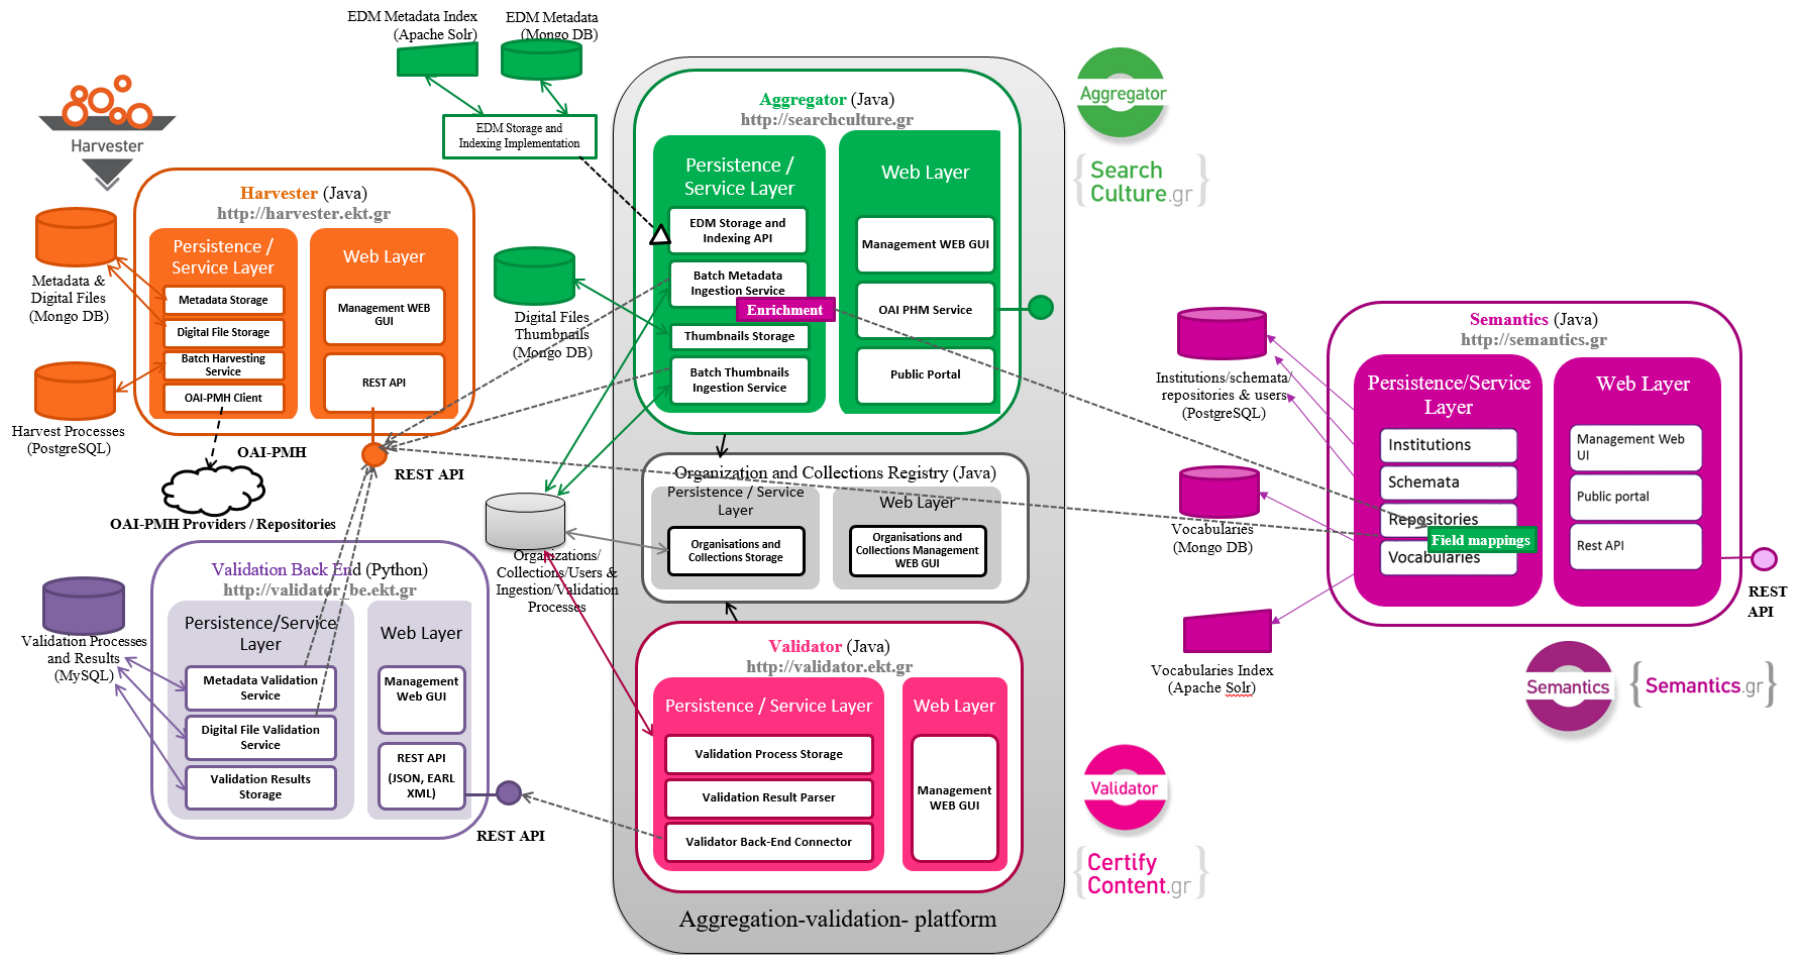 EDM Metadata Index
(Apache Solr)
EDM Metadata
(Mongo DB)
EDM Storage and
Indexing Implementation
Harvester
Harvester (Java)
http://harvester.ekt.gr
Persistence /
Service Layer
Metadata Storage
Digital File Storage
Batch Harvesting
Service
OAI-PMH Client
Web Layer
Management WEB
GUI
REST API
Metadata &
Digital Files
(Mongo DB)
Harvest Processes
(PostgreSQL)
OAI-PMH
REST API
OAI-PMH Providers / Repositories
Aggregator (Java)
http://searchculture.gr
Persistence /
Service Layer
EDM Storage and
Indexing API
Batch Metadata
Ingestion Service
Enrichment
Thumbnails Storage
Batch Thumbnails
Ingestion Service
Web Layer
Management WEB GUI
OAI PHM Service
Public Portal
Digital Files
Thumbnails
(Mongo DB)
Aggregator
{Search
Culture.gr}
Organization and Collections Registry (Java)
Persistence / Service
Layer
Organisations and
Collections Storage
Web Layer
Organisations and
Collections Management
WEB GUI
Organizations/
Collections/Users &
Ingestion/Validation
Processes
Validation Back End (Python)
http://validator_be.ekt.gr
Persistence/Service
Layer
Metadata Validation
Service
Digital File Validation
Service
Validation Results
Storage
Web Layer
Management
Web GUI
REST API
(JSON, EARL
XML)
REST API
Validation Processes
and Results
(MySQL)
Validator (Java)
http://validator.ekt.gr
Persistence / Service Layer
Validation Process Storage
Validation Result Parser
Validator Back-End Connector
Web Layer
Management
WEB GUI
Aggregation-validation- platform
Validator
{Certify
Content.gr}
Semantics (Java)
http://semantics.gr
Persistence/Service
Layer
Institutions
Schemata
Repositories
Field mappings
Vocabularies
Web Layer
Management Web
UI
Public portal
Rest API
REST
API
Institutions/schemata/
repositories & users
(PostgreSQL)
Vocabularies
(Mongo DB)
Vocabularies Index
(Apache Solr)
Semantics
{Semantics.gr}